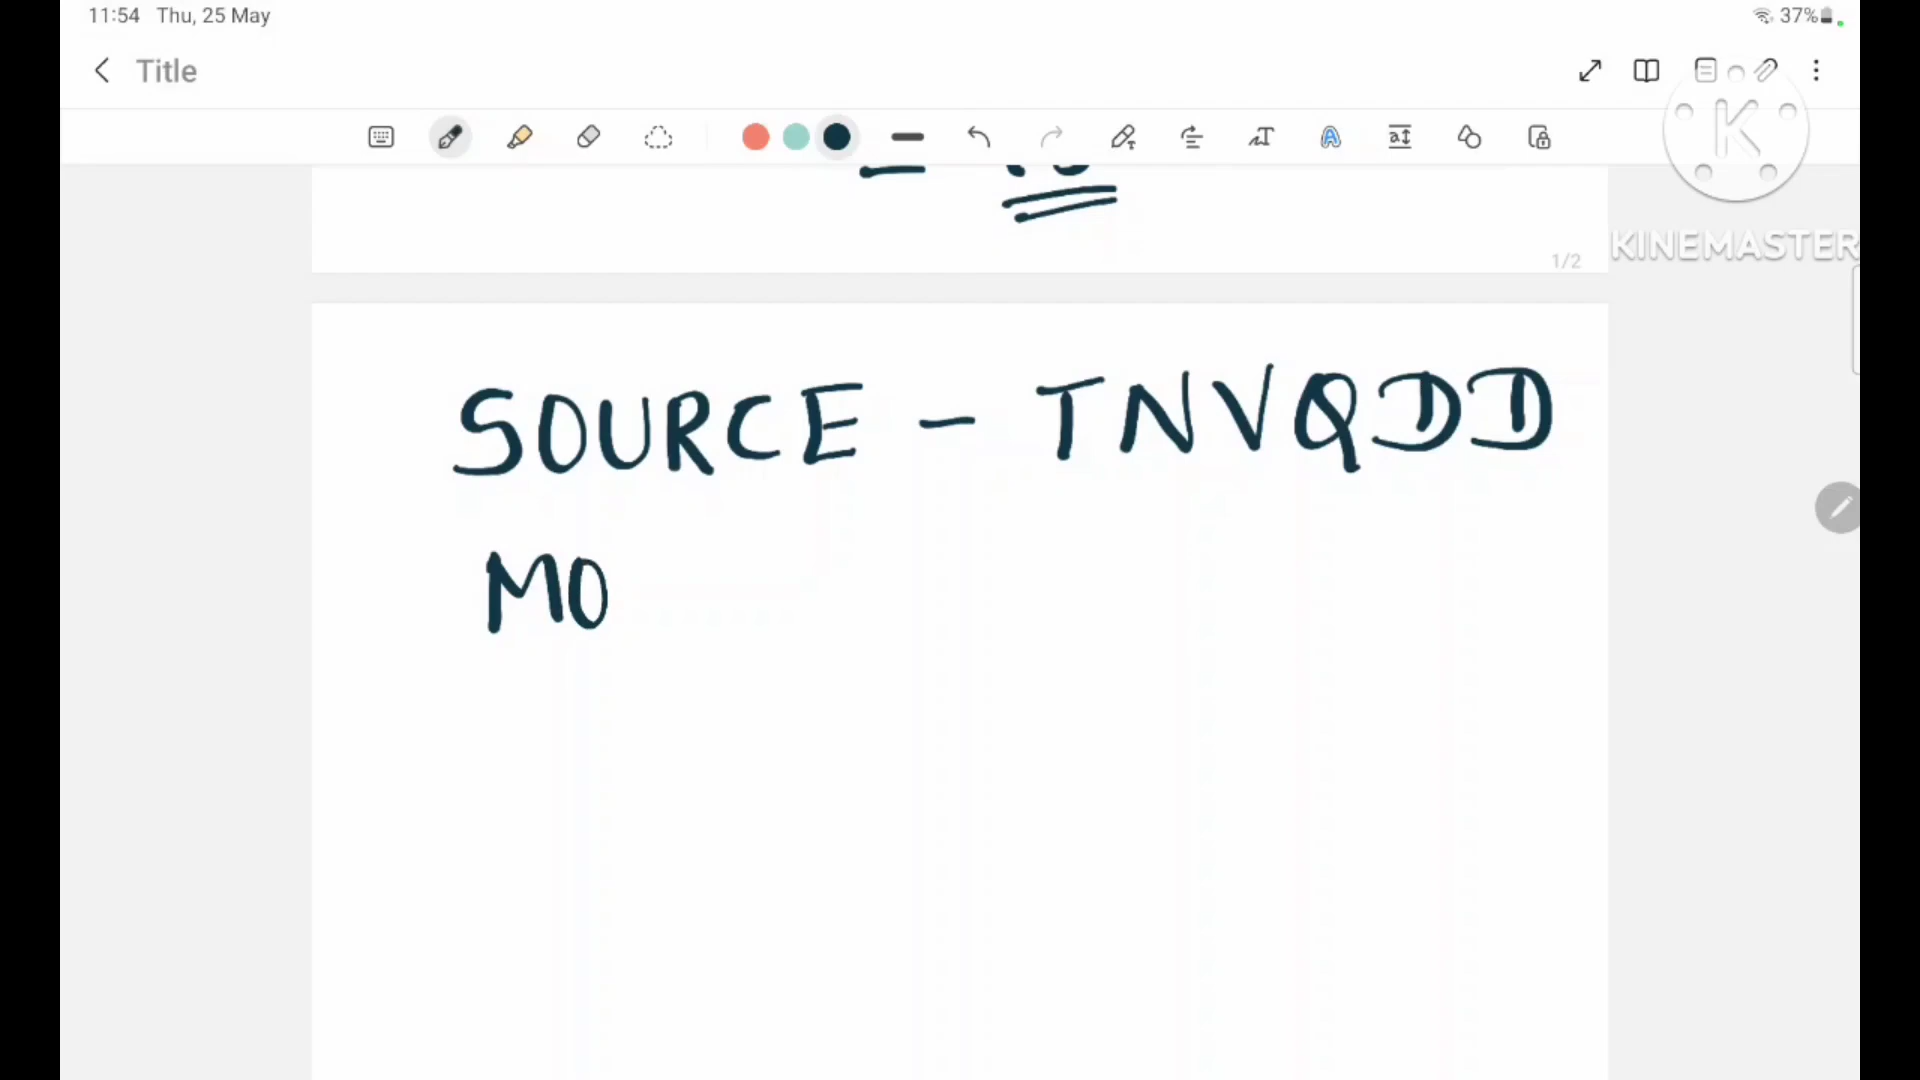 11:54 Thu, 25 May 37%
Title
K
KINEMASTER
1/2
SOURCE - TNVQDD
MO